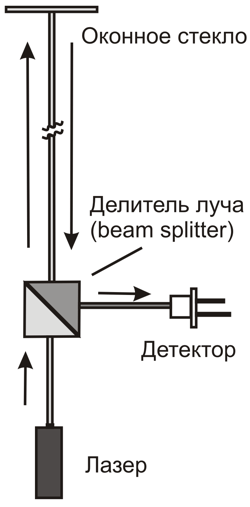 Оконное стекло
Делитель луча
(beam splitter)
Детектор
Лазер